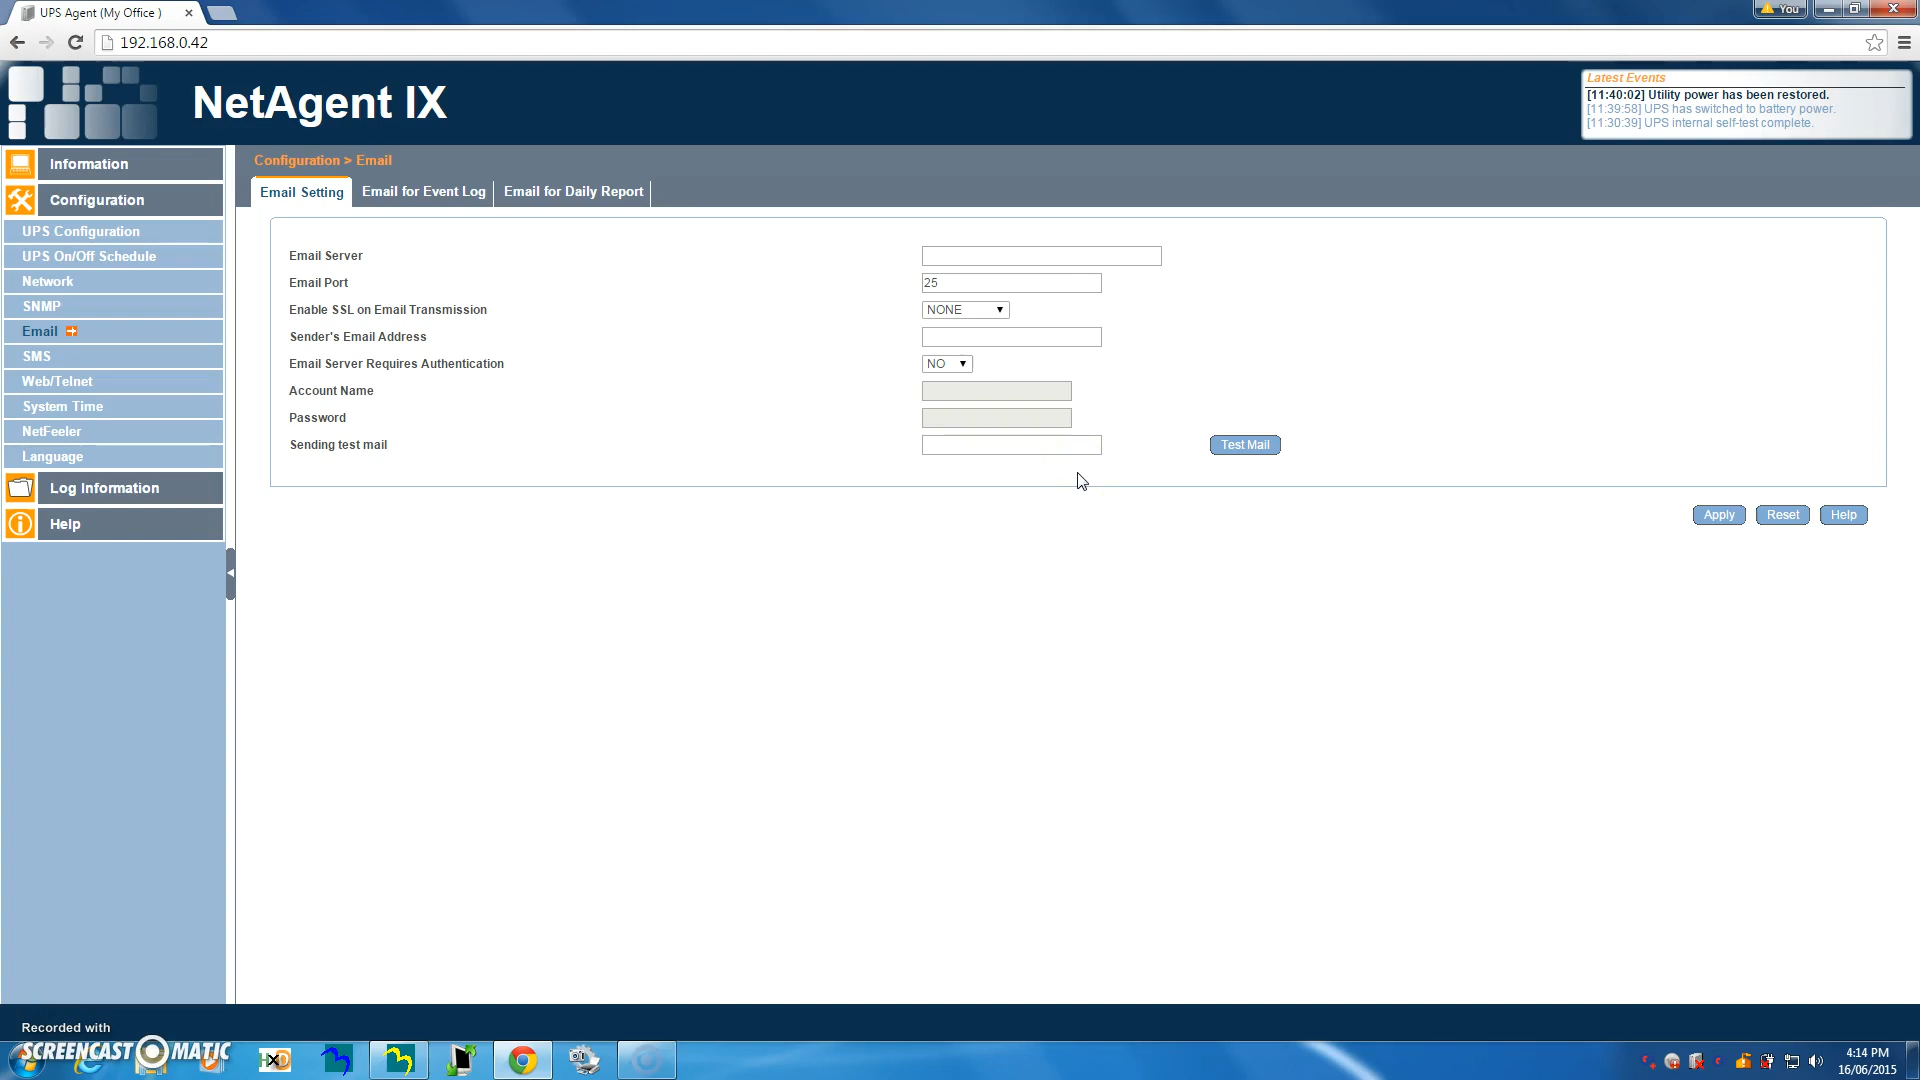 UPS Agent (My Office )
You
192.168.0.42
NetAgent IX
Latest Events
[11:40:02] Utility power has been restored.
[11:39:58] UPS has switched to battery power.
[11:30:39] UPS internal self-test complete.
Information
Configuration
UPS Configuration
UPS On/Off Schedule
Network
SNMP
Email
SMS
Web/Telnet
System Time
NetFeeler
Language
Log Information
Help
Configuration > Email
Email Setting
Email for Event Log
Email for Daily Report
Email Server
Email Port 25
Enable SSL on Email Transmission NONE
Sender's Email Address
Email Server Requires Authentication NO
Account Name
Password
Sending test mail Test Mail
Apply Reset Help
Recorded with
SCREENCAST MATIC
4:14 PM
16/06/2015